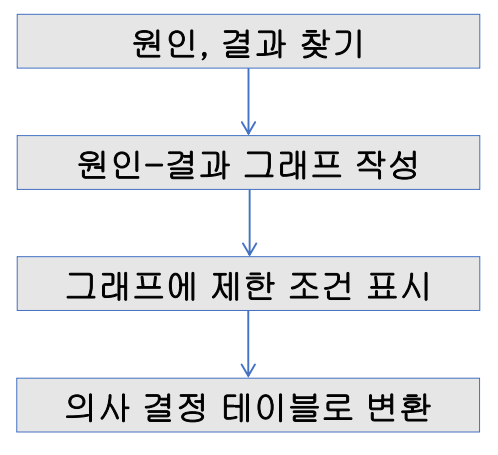 원인, 결과 찾기
원인-결과 그래프 작성
그래프에 제한 조건 표시
의사 결정 테이블로 변환